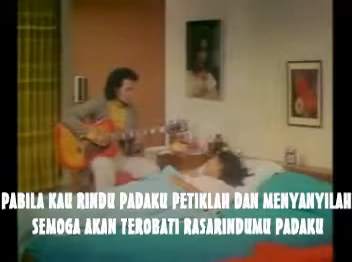 PABILA KAU RINDU PADAKU PETIKLAH DAN MENYANYILAH
SEMOGA AKAN TEROBATI RASARINDUMU PADAKU